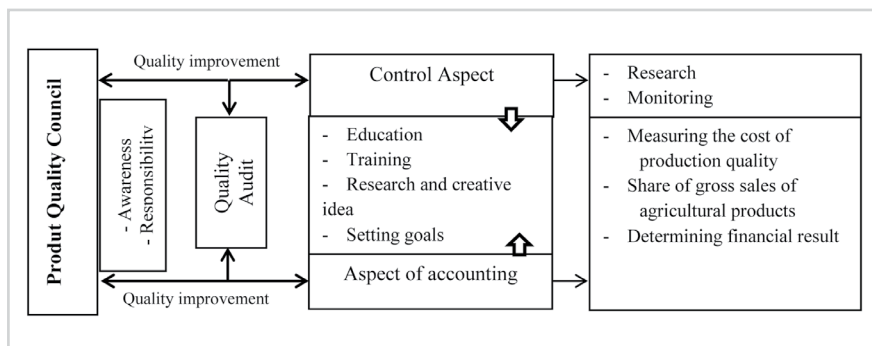 Produt Quality Council
Quality improvement
- Awareness
- Responsibility
Quality
Audit
Quality improvement
Control Aspect
- Education
- Training
- Research and creative
idea
- Setting goals
Aspect of accounting
- Research
- Monitoring
- Measuring the cost of
production quality
- Share of gross sales of
agricultural products
- Determining financial result